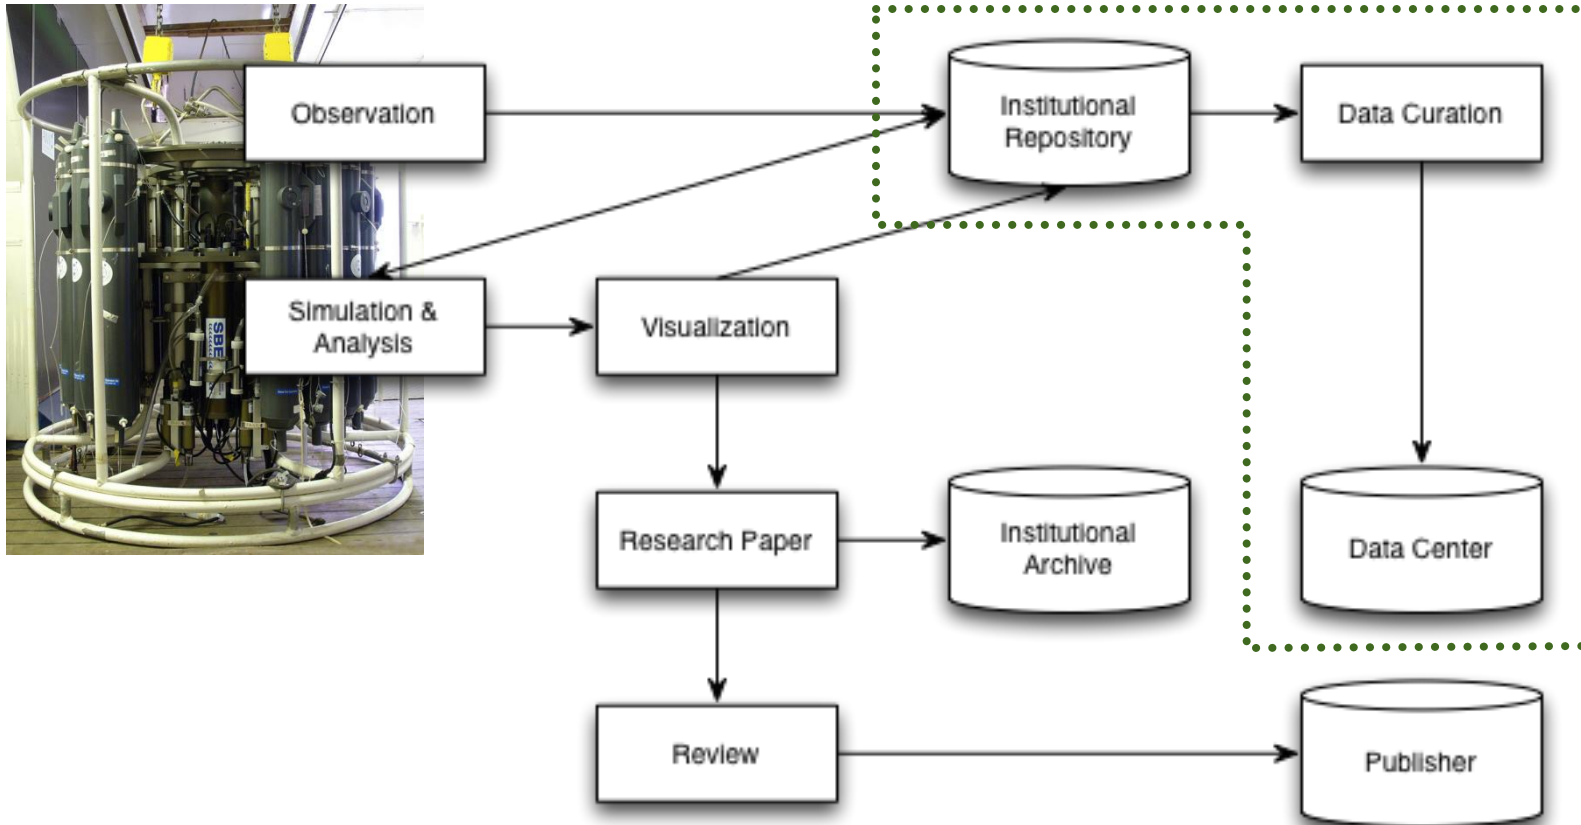 Observation
Institutional
Repository
Data Curation
Simulation &
Analysis
Visualization
SBE
Research Paper
Institutional
Archive
Data Center
Review
Publisher